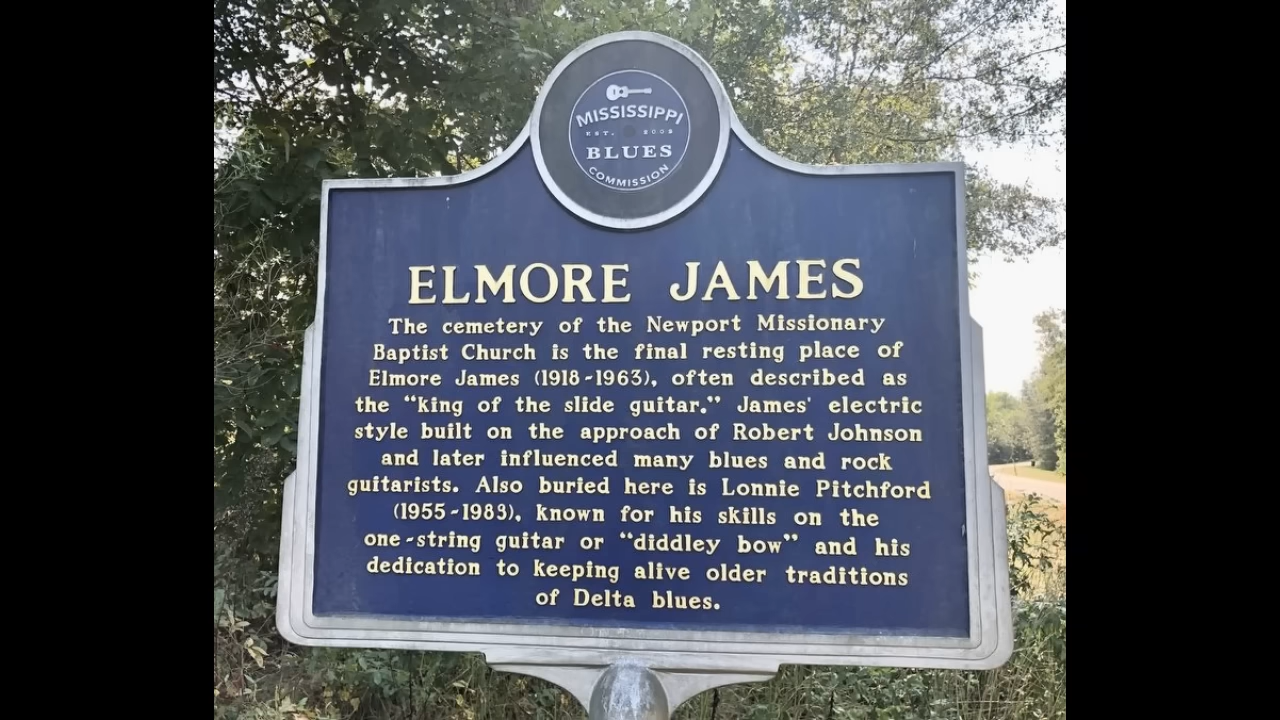 MISSISSIPPI
EST. 2003
BLUES
COMMISSION
ELMORE JAMES
The cemetery of the Newport Missionary
Baptist Church is the final resting place of
Elmore James (1918-1963), often described as
the “king of the slide guitar.” James' electric
style built on the approach of Robert Johnson
and later influenced many blues and rock
guitarists. Also buried here is Lonnie Pitchford
(1955-1983), known for his skills on the
one-string guitar or “diddley bow” and his
dedication to keeping alive older traditions
of Delta blues.